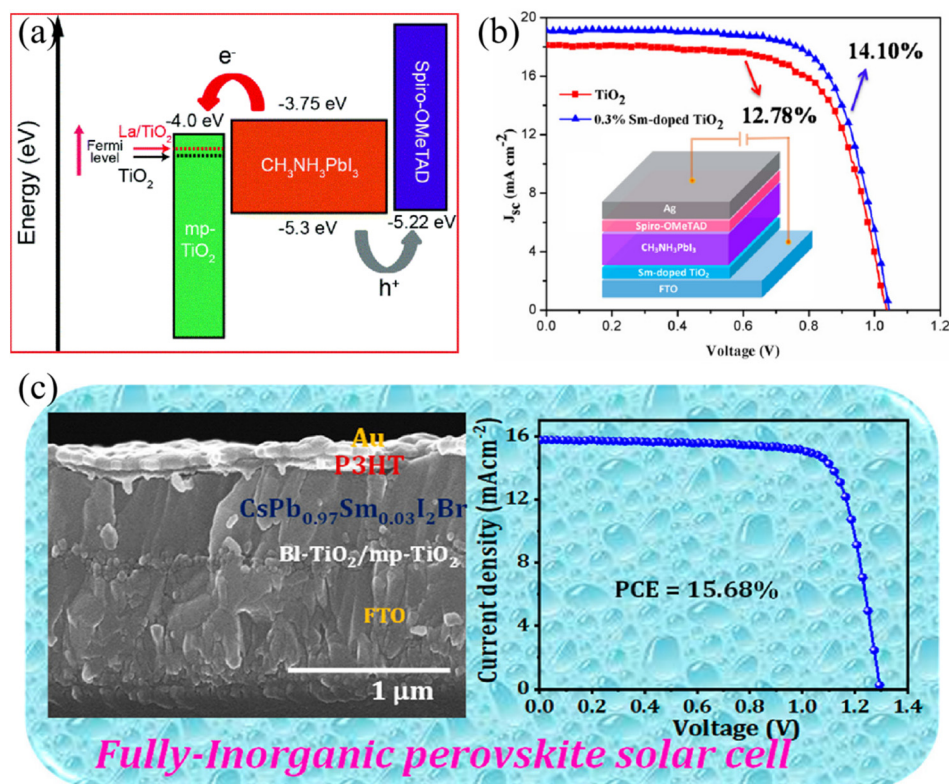 (a)
Energy (eV)
e⁻
-3.75 eV
-4.0 eV
La/TiO₂
Fermi
level
TiO₂
mp-
TiO₂
CH₃NH₃PbI₃
-5.3 eV
h⁺
Spiro-OMeTAD
-5.22 eV
(b)
J_SC (mA cm⁻²)
20
16
12
8
4
0
14.10%
12.78%
TiO₂
0.3% Sm-doped TiO₂
Ag
Spiro-OMeTAD
CH₃NH₃PbI₃
Sm-doped TiO₂
FTO
0.0 0.2 0.4 0.6 0.8 1.0 1.2
Voltage (V)
(c)
Au
P3HT
CsPb₀.₉₇Sm₀.₀₃I₂Br
Bl-TiO₂/mp-TiO₂
FTO
1 μm
Current density (mAcm⁻²)
16
12
8
4
0
PCE = 15.68%
0.0 0.2 0.4 0.6 0.8 1.0 1.2 1.4
Voltage (V)
Fully-Inorganic perovskite solar cell